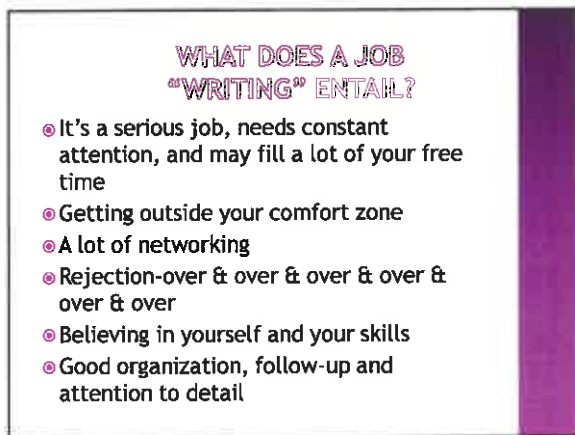 WHAT DOES A JOB
“WRITING” ENTAIL?
It’s a serious job, needs constant
attention, and may fill a lot of your free
time
Getting outside your comfort zone
A lot of networking
Rejection-over & over & over & over &
over & over
Believing in yourself and your skills
Good organization, follow-up and
attention to detail